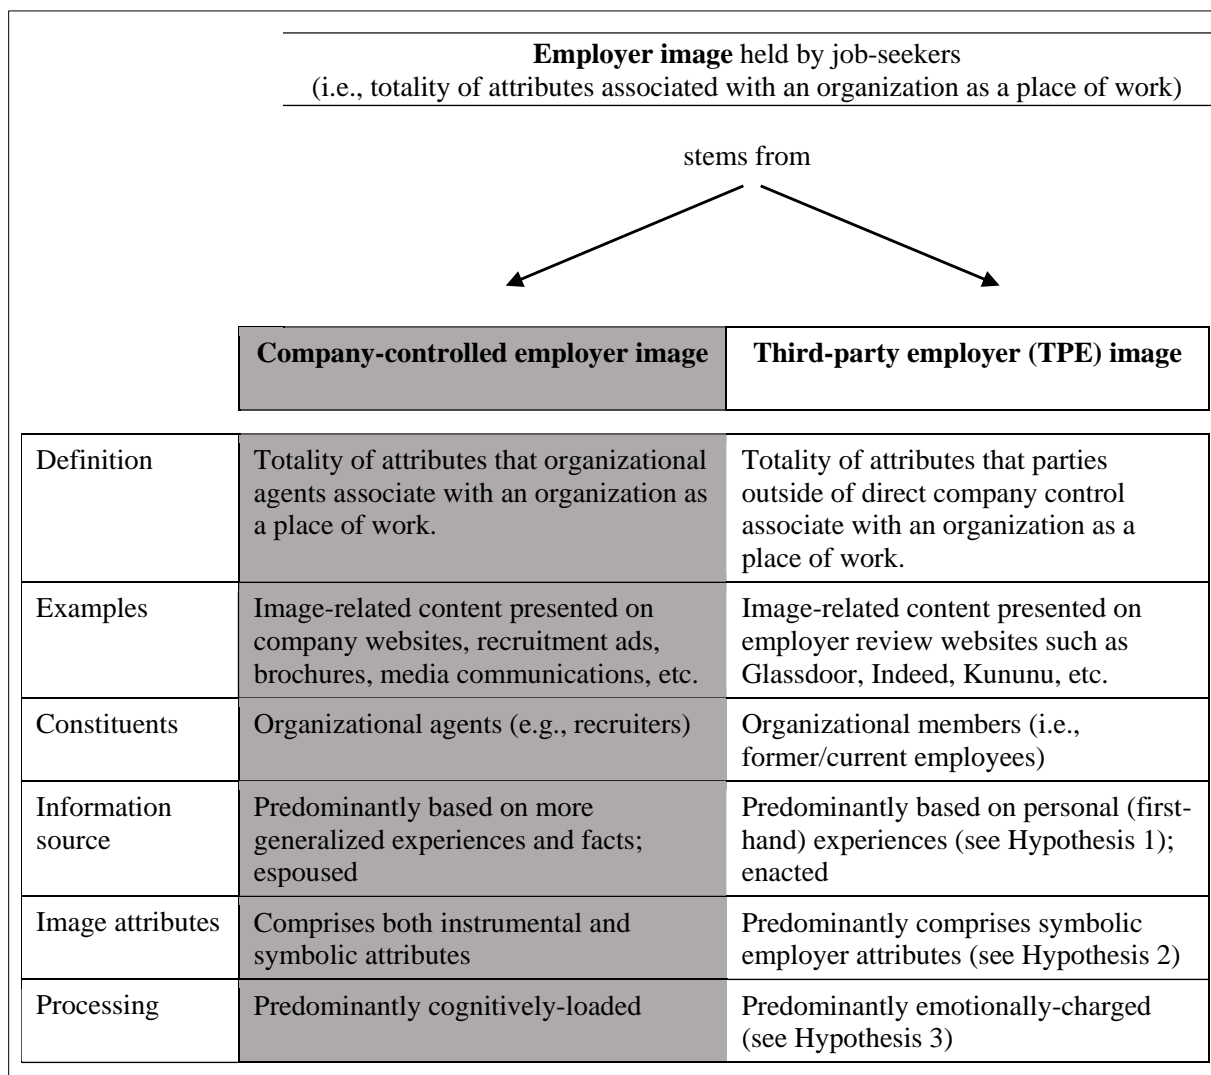 Employer image held by job-seekers
(i.e., totality of attributes associated with an organization as a place of work)
stems from
Company-controlled employer image
Third-party employer (TPE) image
Definition
Totality of attributes that organizational
agents associate with an organization as
a place of work.
Totality of attributes that parties
outside of direct company control
associate with an organization as a
place of work.
Examples
Image-related content presented on
company websites, recruitment ads,
brochures, media communications, etc.
Image-related content presented on
employer review websites such as
Glassdoor, Indeed, Kununu, etc.
Constituents
Organizational agents (e.g., recruiters)
Organizational members (i.e.,
former/current employees)
Information
source
Predominantly based on more
generalized experiences and facts;
espoused
Predominantly based on personal (first-
hand) experiences (see Hypothesis 1);
enacted
Image attributes
Comprises both instrumental and
symbolic attributes
Predominantly comprises symbolic
employer attributes (see Hypothesis 2)
Processing
Predominantly cognitively-loaded
Predominantly emotionally-charged
(see Hypothesis 3)